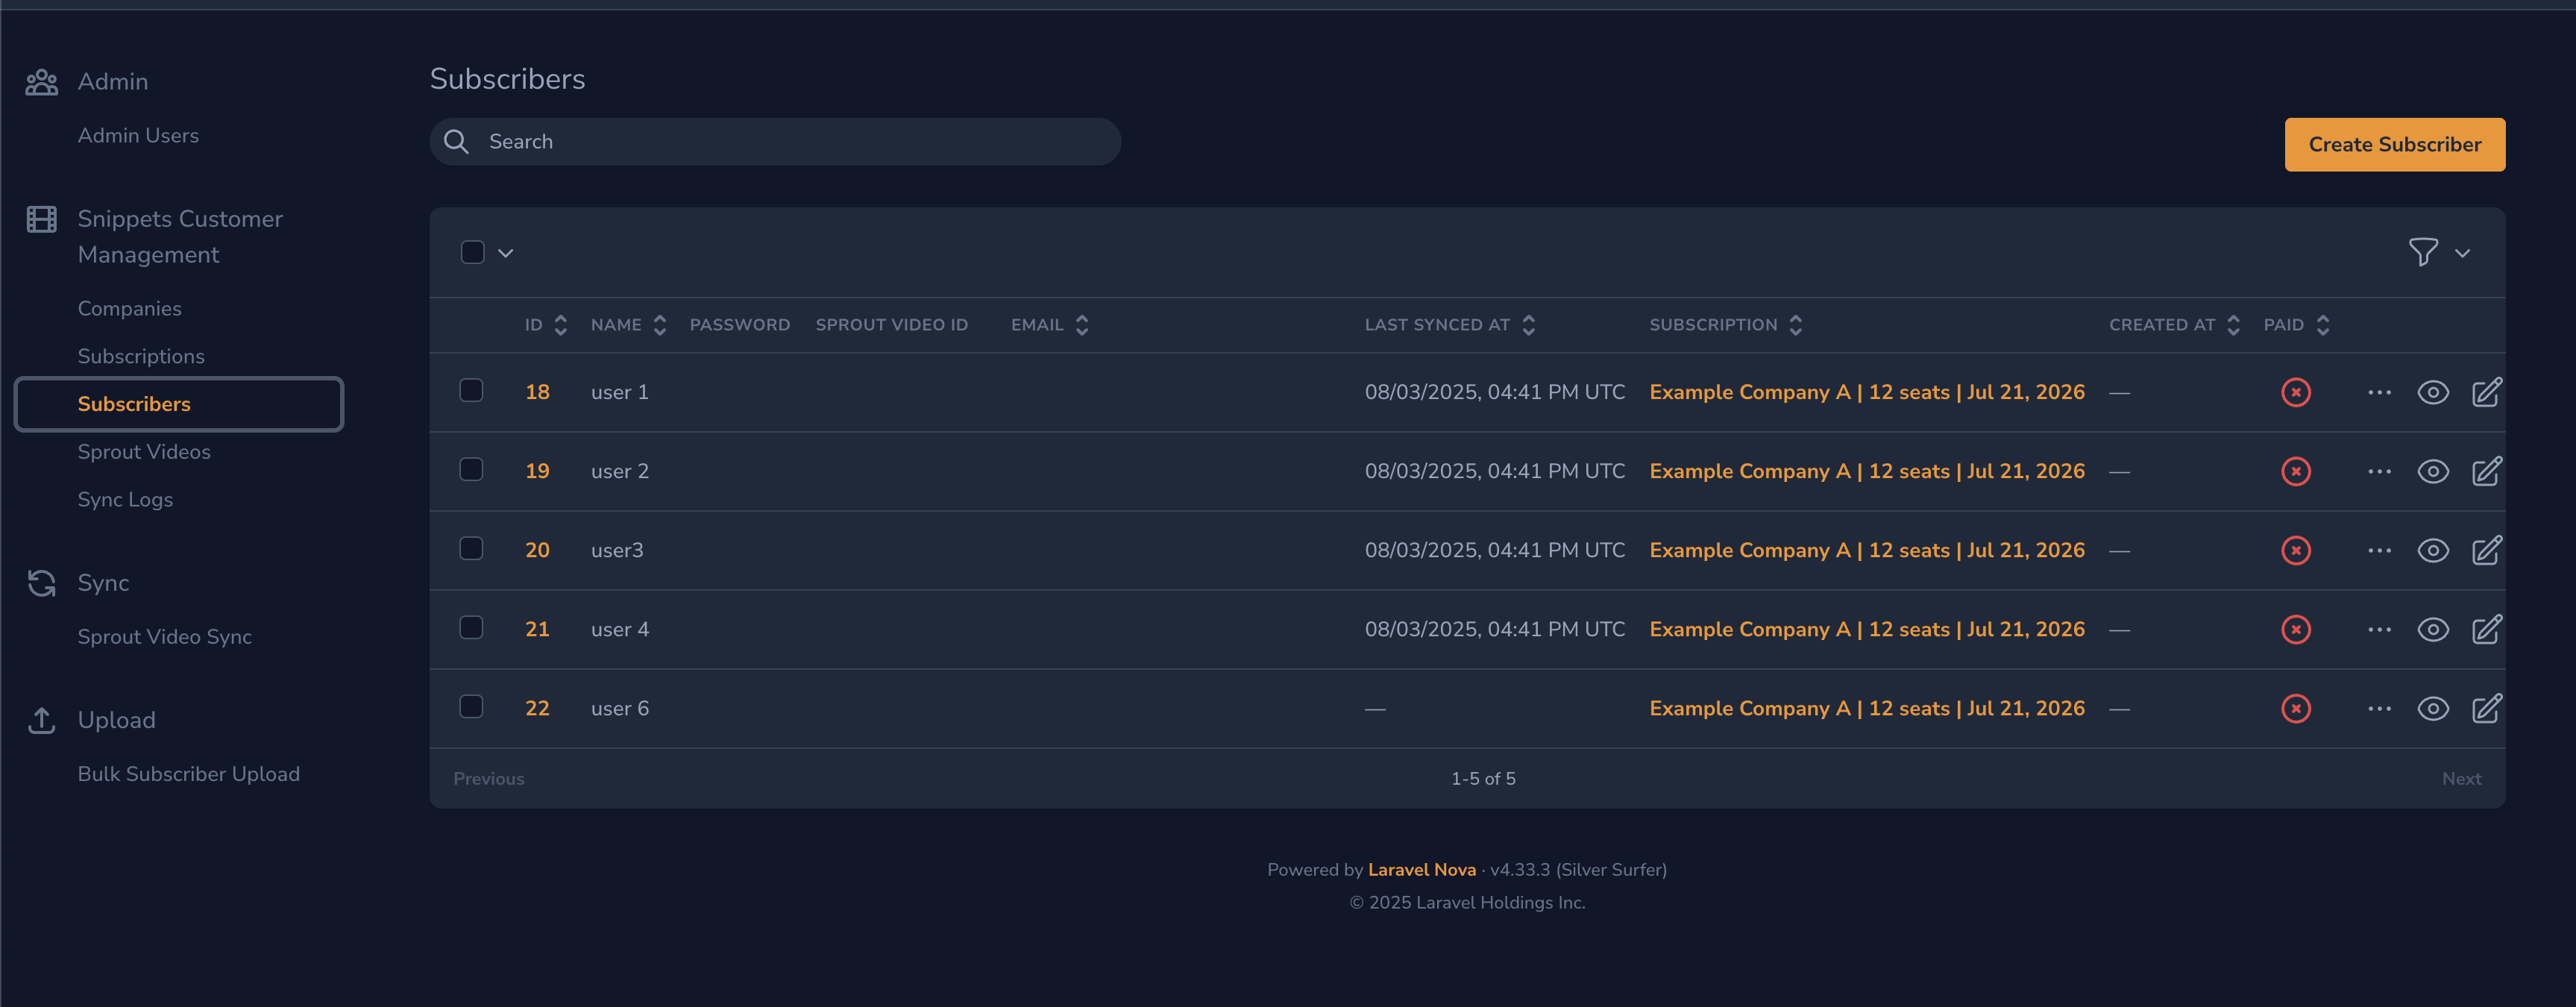 Admin
Admin Users
Snippets Customer
Management
Companies
Subscriptions
Subscribers
Sprout Videos
Sync Logs
Sync
Sprout Video Sync
Upload
Bulk Subscriber Upload
Subscribers
Search
Create Subscriber
ID NAME PASSWORD SPROUT VIDEO ID EMAIL LAST SYNCED AT SUBSCRIPTION CREATED AT PAID
18 user 1 08/03/2025, 04:41 PM UTC Example Company A | 12 seats | Jul 21, 2026 —
19 user 2 08/03/2025, 04:41 PM UTC Example Company A | 12 seats | Jul 21, 2026 —
20 user3 08/03/2025, 04:41 PM UTC Example Company A | 12 seats | Jul 21, 2026 —
21 user 4 08/03/2025, 04:41 PM UTC Example Company A | 12 seats | Jul 21, 2026 —
22 user 6 — Example Company A | 12 seats | Jul 21, 2026 —
Previous 1-5 of 5 Next
Powered by Laravel Nova · v4.33.3 (Silver Surfer)
© 2025 Laravel Holdings Inc.